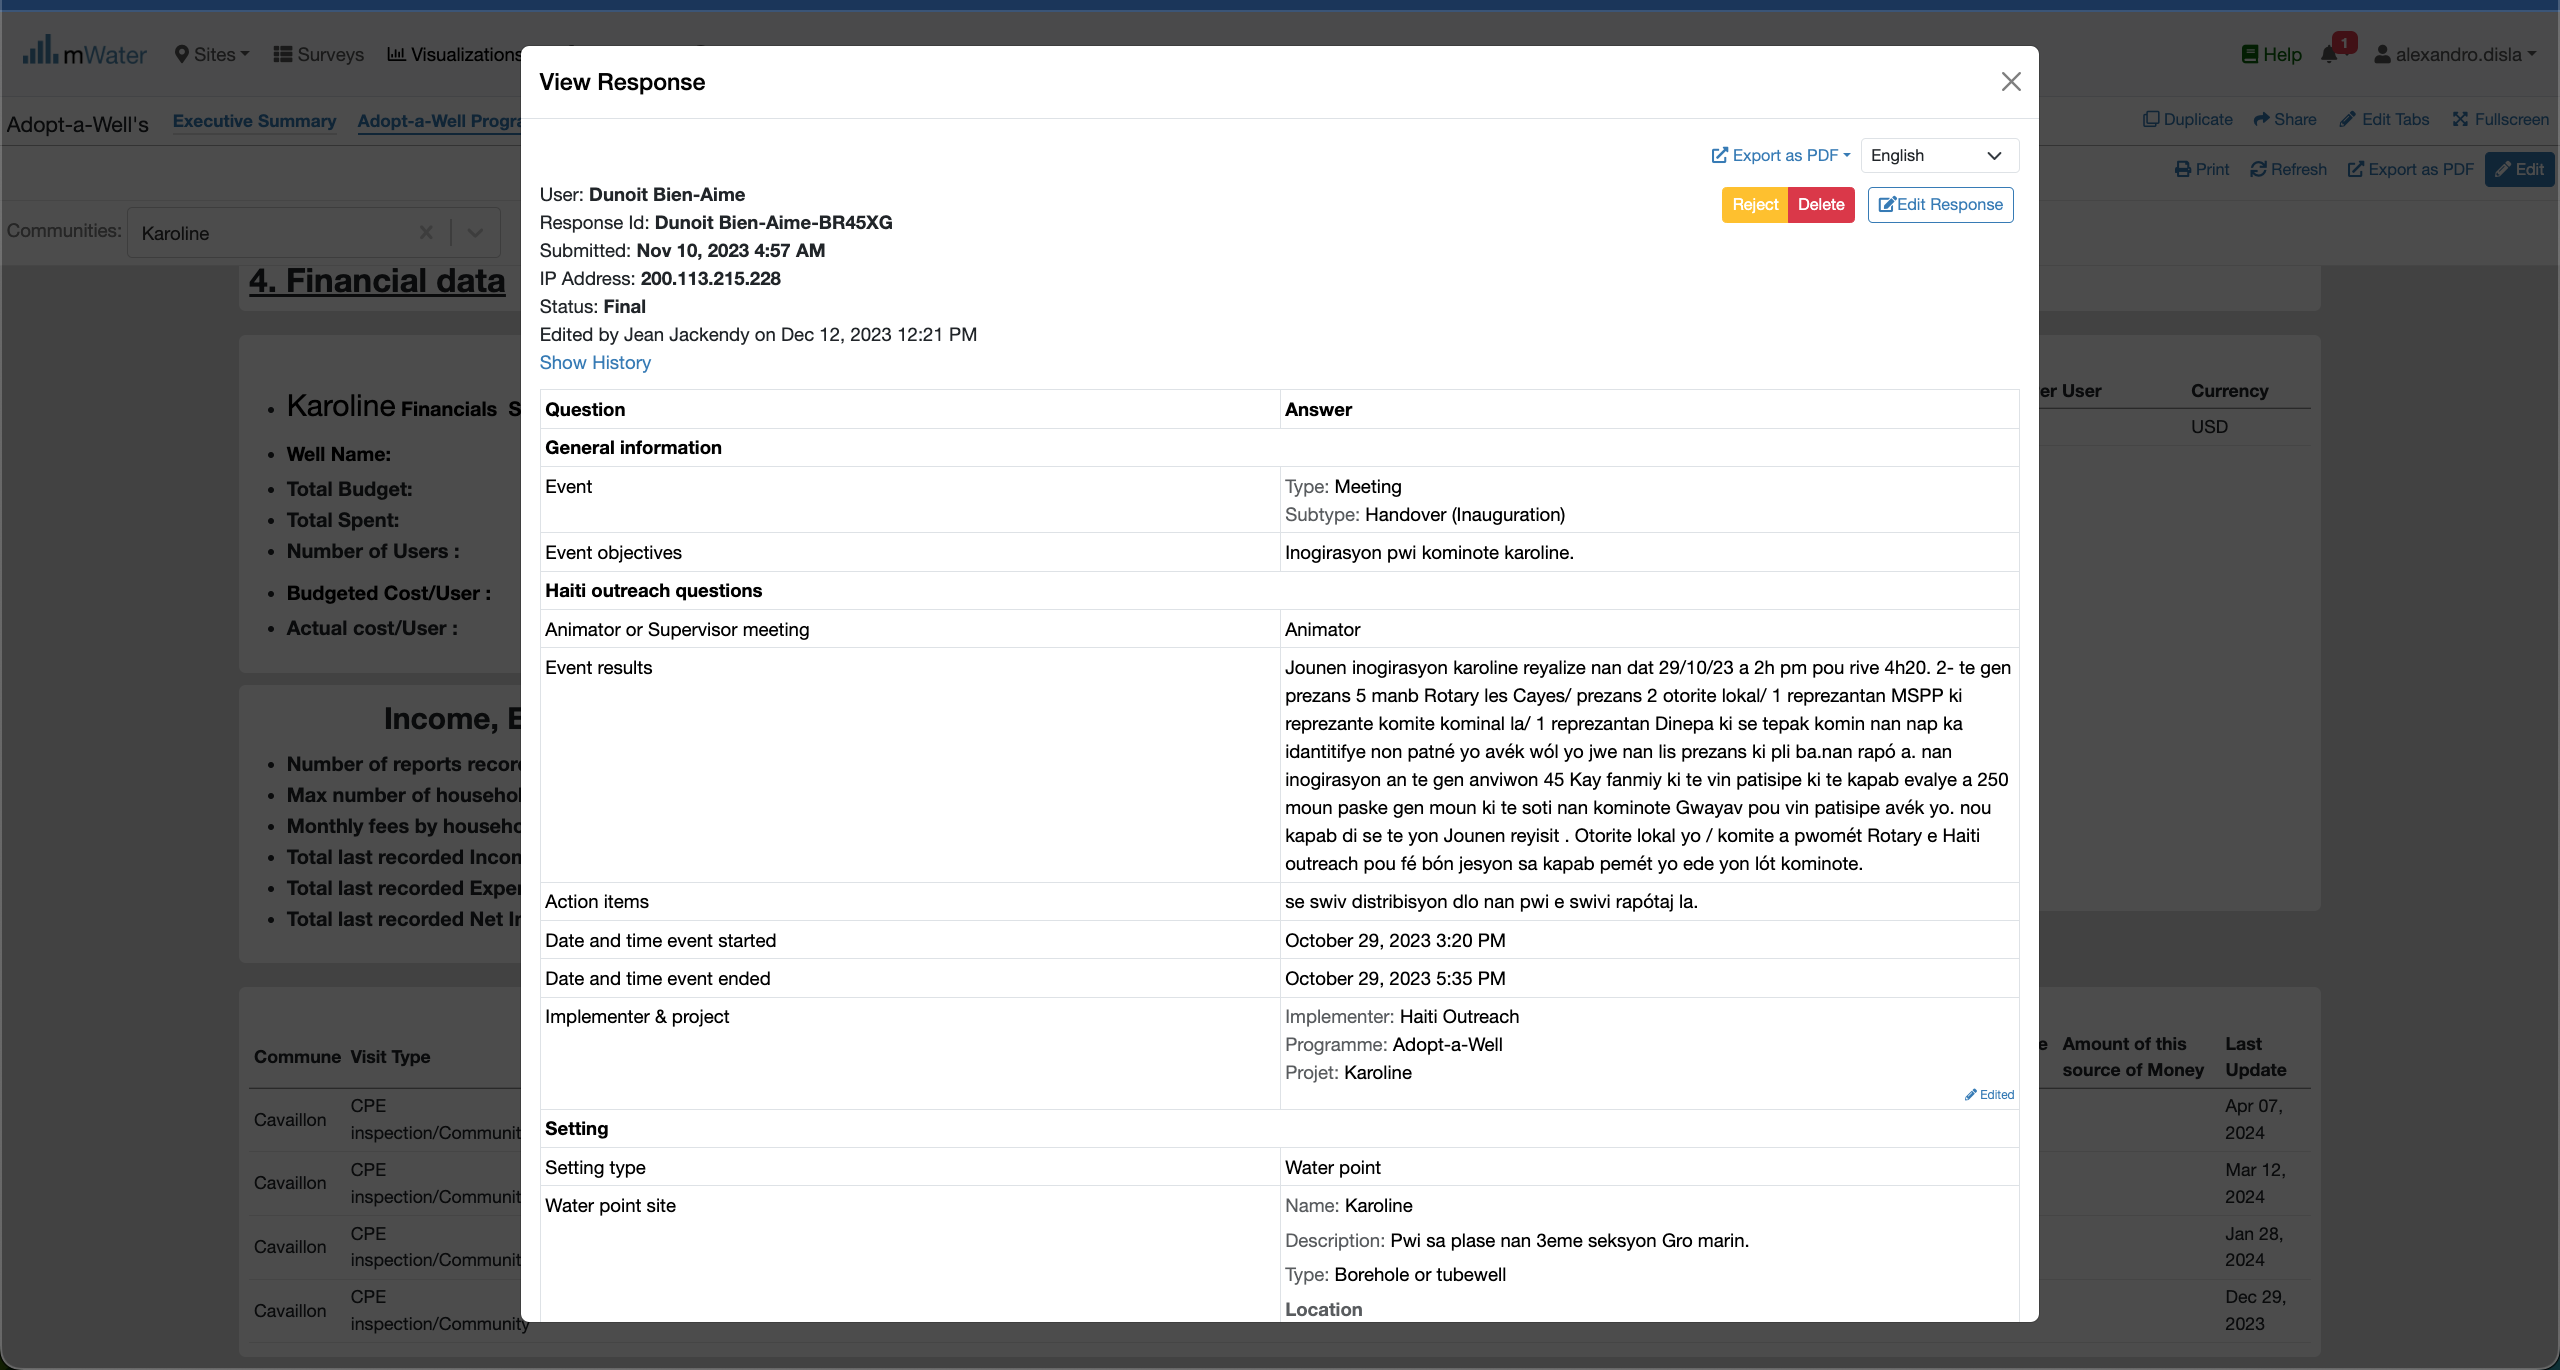 mWater
Sites
Surveys
Visualizations
Help
1
alexandro.disla
Adopt-a-Well's
Executive Summary
Adopt-a-Well Progra
Duplicate
Share
Edit Tabs
Fullscreen
Print
Refresh
Export as PDF
Edit
Communities:
Karoline
4. Financial data
Karoline Financials S
Well Name:
Total Budget:
Total Spent:
Number of Users :
Budgeted Cost/User :
Actual cost/User :
er User
Currency
USD
Income, E
Number of reports recor
Max number of househol
Monthly fees by househo
Total last recorded Incom
Total last recorded Expen
Total last recorded Net In
Commune Visit Type
e Amount of this source of Money
Last Update
Cavaillon
CPE
inspection/Communit
Apr 07,
2024
Cavaillon
CPE
inspection/Communit
Mar 12,
2024
Cavaillon
CPE
inspection/Communit
Jan 28,
2024
Cavaillon
CPE
inspection/Community
Dec 29,
2023
View Response
Export as PDF
English
Reject
Delete
Edit Response
User: Dunoit Bien-Aime
Response Id: Dunoit Bien-Aime-BR45XG
Submitted: Nov 10, 2023 4:57 AM
IP Address: 200.113.215.228
Status: Final
Edited by Jean Jackendy on Dec 12, 2023 12:21 PM
Show History
Question Answer
General information
Event
Type: Meeting
Subtype: Handover (Inauguration)
Event objectives
Inogirasyon pwi kominote karoline.
Haiti outreach questions
Animator or Supervisor meeting
Animator
Event results
Jounen inogirasyon karoline reyalize nan dat 29/10/23 a 2h pm pou rive 4h20. 2- te gen
prezans 5 manb Rotary les Cayes/ prezans 2 otorite lokal/ 1 reprezantan MSPP ki
reprezante komite kominal la/ 1 reprezantan Dinepa ki se tepak komin nan nap ka
idantitifye non patné yo avék wól yo jwe nan lis prezans ki pli ba.nan rapó a. nan
inogirasyon an te gen anviwon 45 Kay fanmiy ki te vin patisipe ki te kapab evalye a 250
moun paske gen moun ki te soti nan kominote Gwayav pou vin patisipe avék yo. nou
kapab di se te yon Jounen reyisit . Otorite lokal yo / komite a pwomét Rotary e Haiti
outreach pou fé bón jesyon sa kapab pemét yo ede yon lót kominote.
Action items
se swiv distribisyon dlo nan pwi e swivi rapótaj la.
Date and time event started
October 29, 2023 3:20 PM
Date and time event ended
October 29, 2023 5:35 PM
Implementer & project
Implementer: Haiti Outreach
Programme: Adopt-a-Well
Projet: Karoline
Edited
Setting
Setting type
Water point
Water point site
Name: Karoline
Description: Pwi sa plase nan 3eme seksyon Gro marin.
Type: Borehole or tubewell
Location